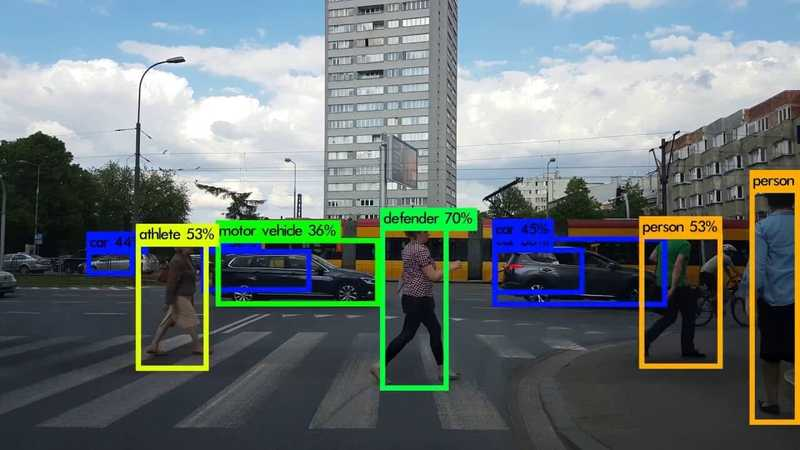 person
defender 70%
person 53%
car 45%
motor vehicle 36%
athlete 53%
car 44%